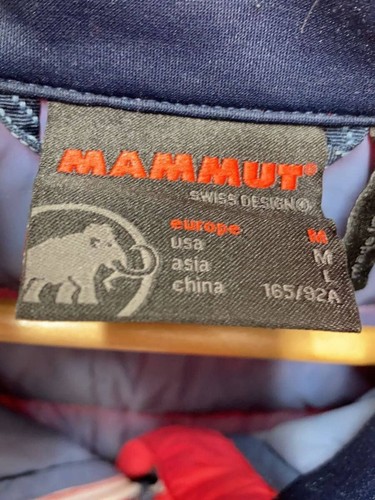 MAMMUT®
SWISS DESIGN
europe M
usa M
asia L
china 165/92A